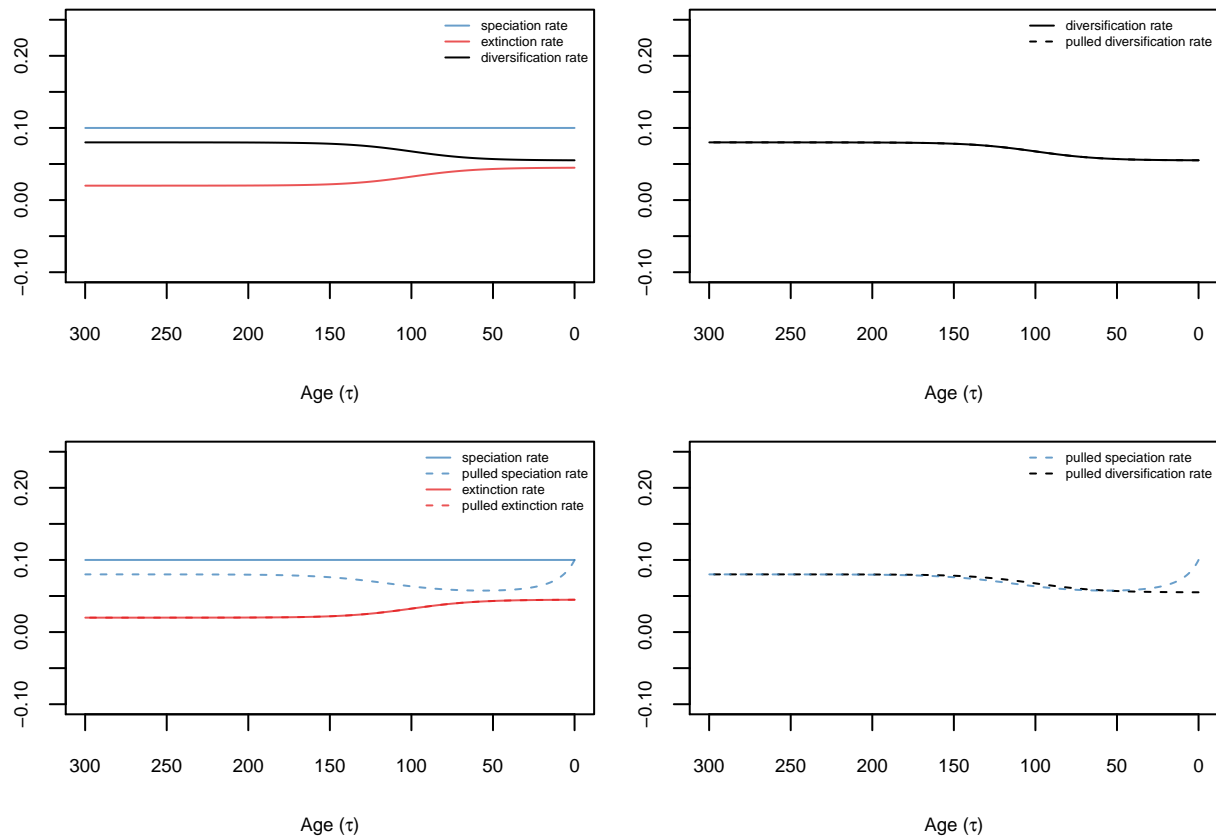 speciation rate
extinction rate
diversification rate
0.20
0.10
0.00
−0.10
300 250 200 150 100 50 0
Age (τ)
diversification rate
pulled diversification rate
0.20
0.10
0.00
−0.10
300 250 200 150 100 50 0
Age (τ)
speciation rate
pulled speciation rate
extinction rate
pulled extinction rate
0.20
0.10
0.00
−0.10
300 250 200 150 100 50 0
Age (τ)
pulled speciation rate
pulled diversification rate
0.20
0.10
0.00
−0.10
300 250 200 150 100 50 0
Age (τ)